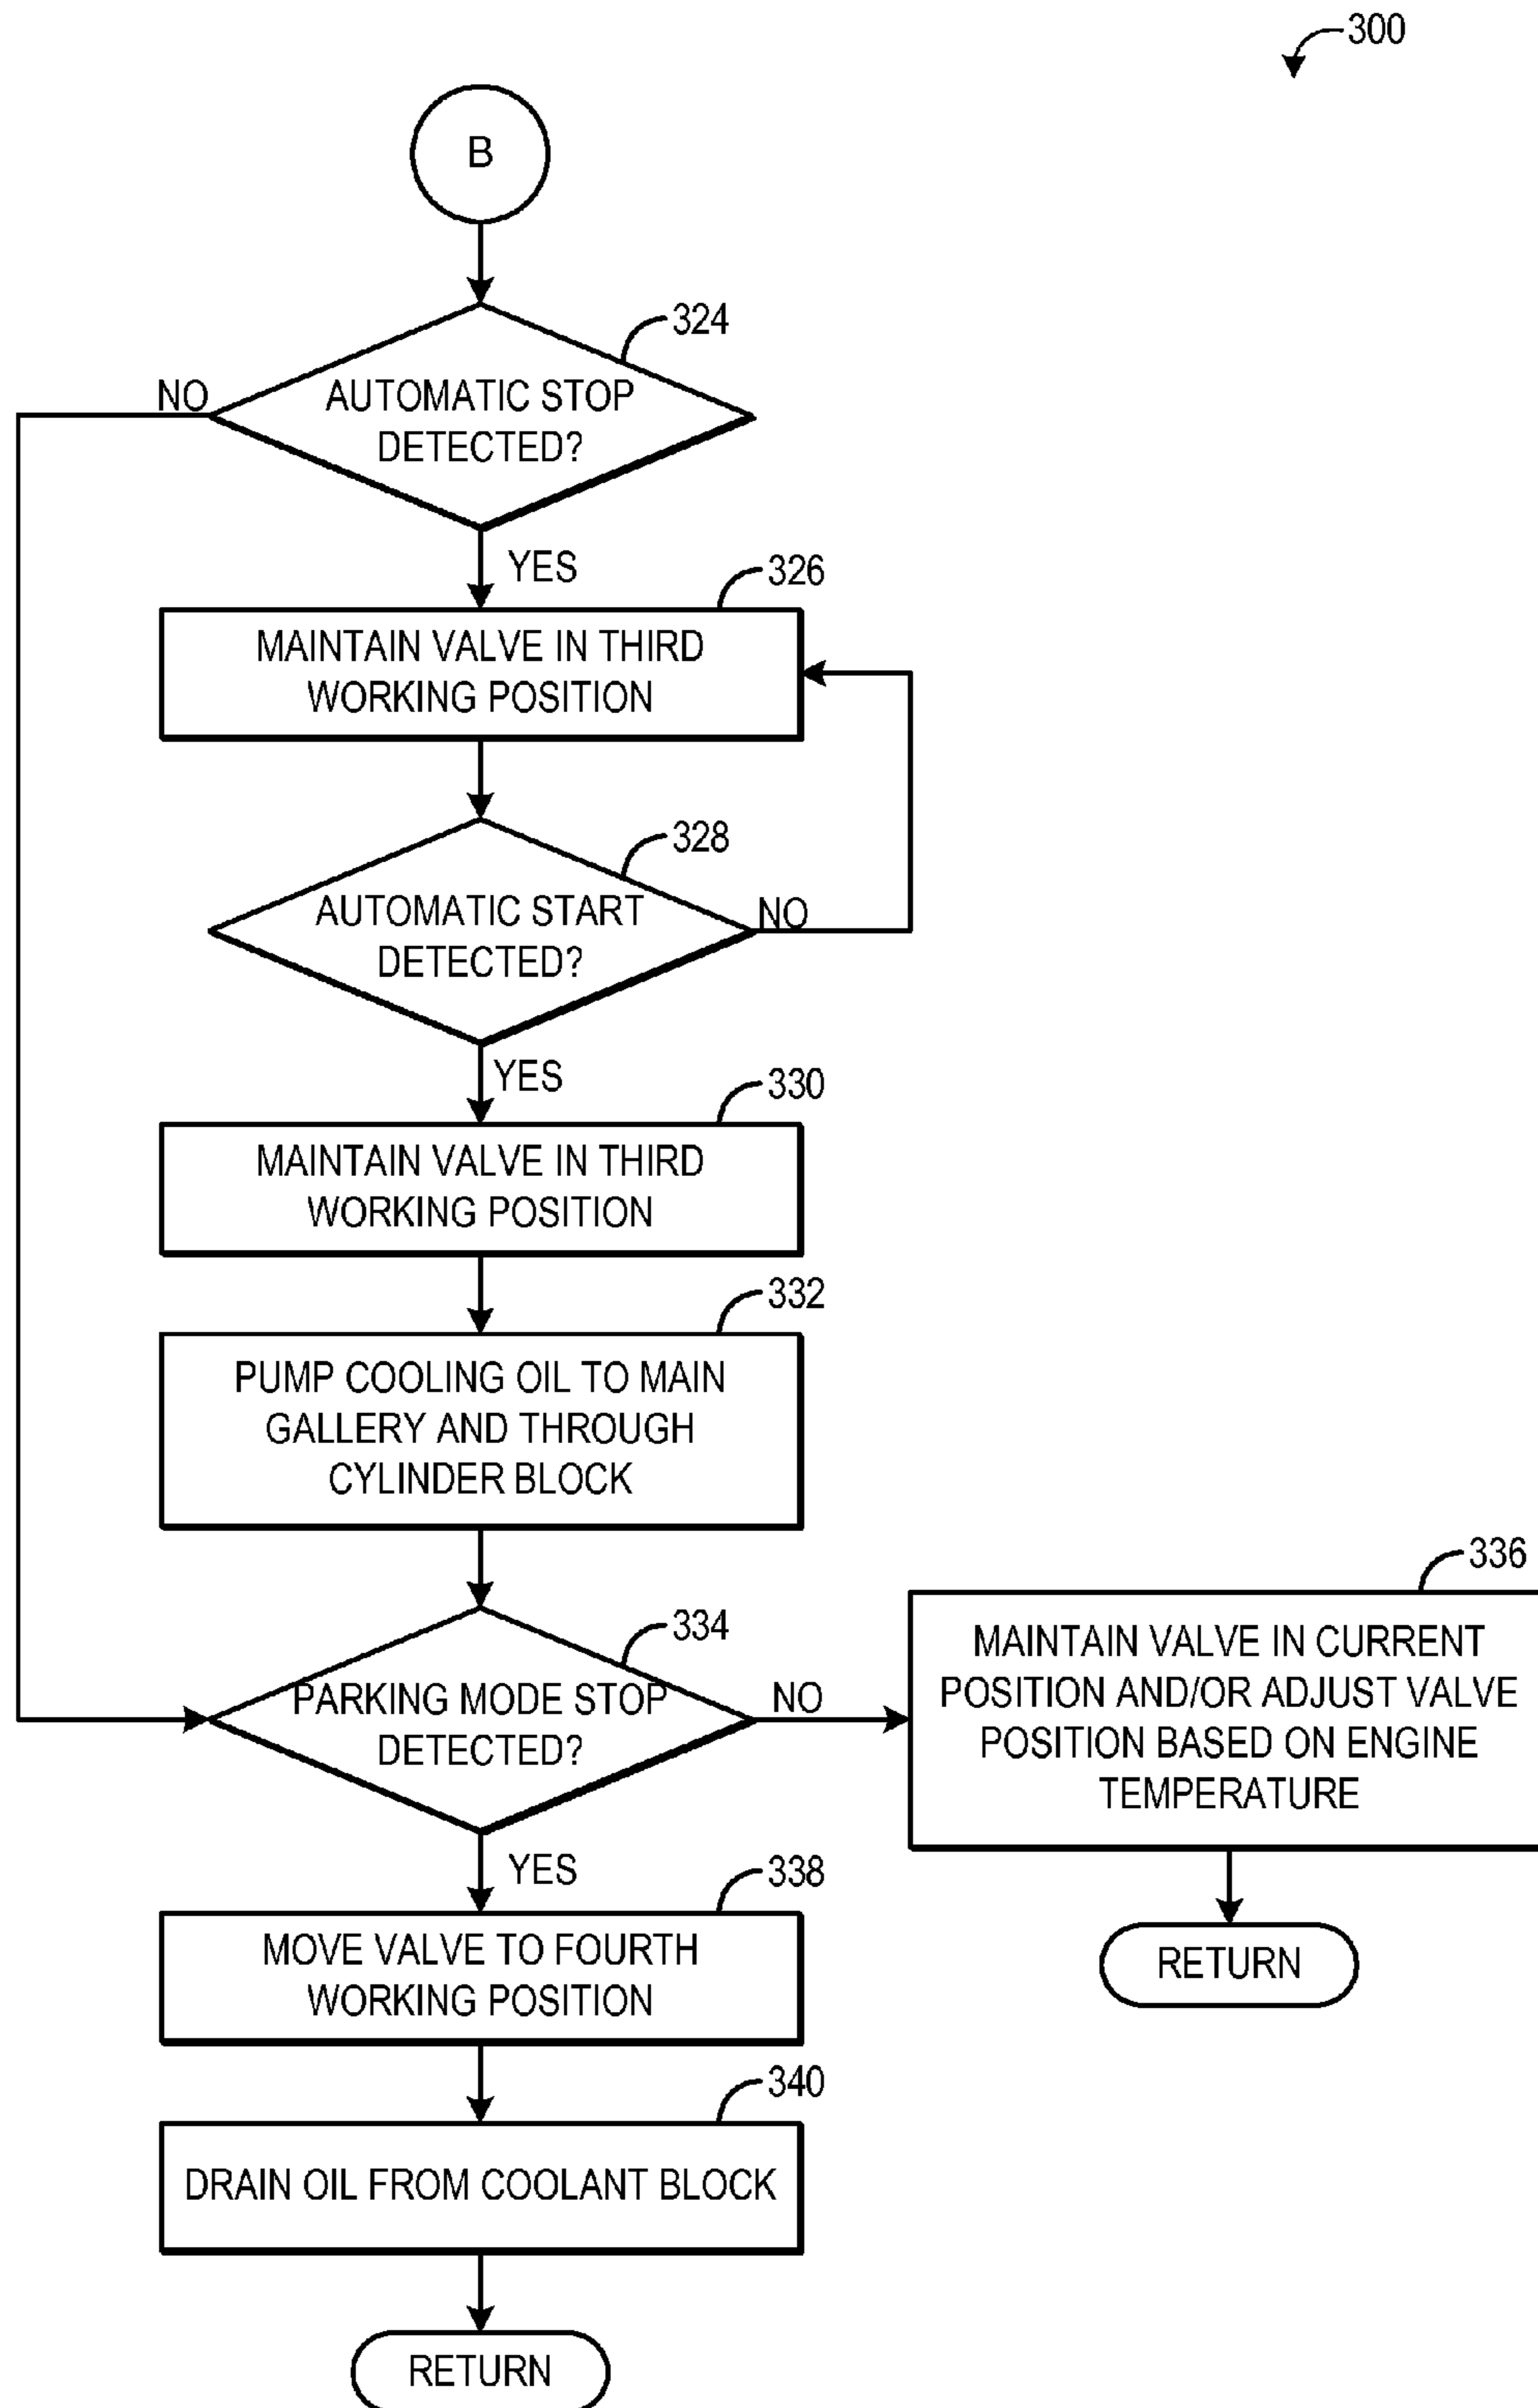 300
B
324
NO
AUTOMATIC STOP
DETECTED?
YES
326
MAINTAIN VALVE IN THIRD
WORKING POSITION
328
AUTOMATIC START
DETECTED?
NO
YES
330
MAINTAIN VALVE IN THIRD
WORKING POSITION
332
PUMP COOLING OIL TO MAIN
GALLERY AND THROUGH
CYLINDER BLOCK
334
PARKING MODE STOP
DETECTED?
NO
336
MAINTAIN VALVE IN CURRENT
POSITION AND/OR ADJUST VALVE
POSITION BASED ON ENGINE
TEMPERATURE
RETURN
YES
338
MOVE VALVE TO FOURTH
WORKING POSITION
340
DRAIN OIL FROM COOLANT BLOCK
RETURN